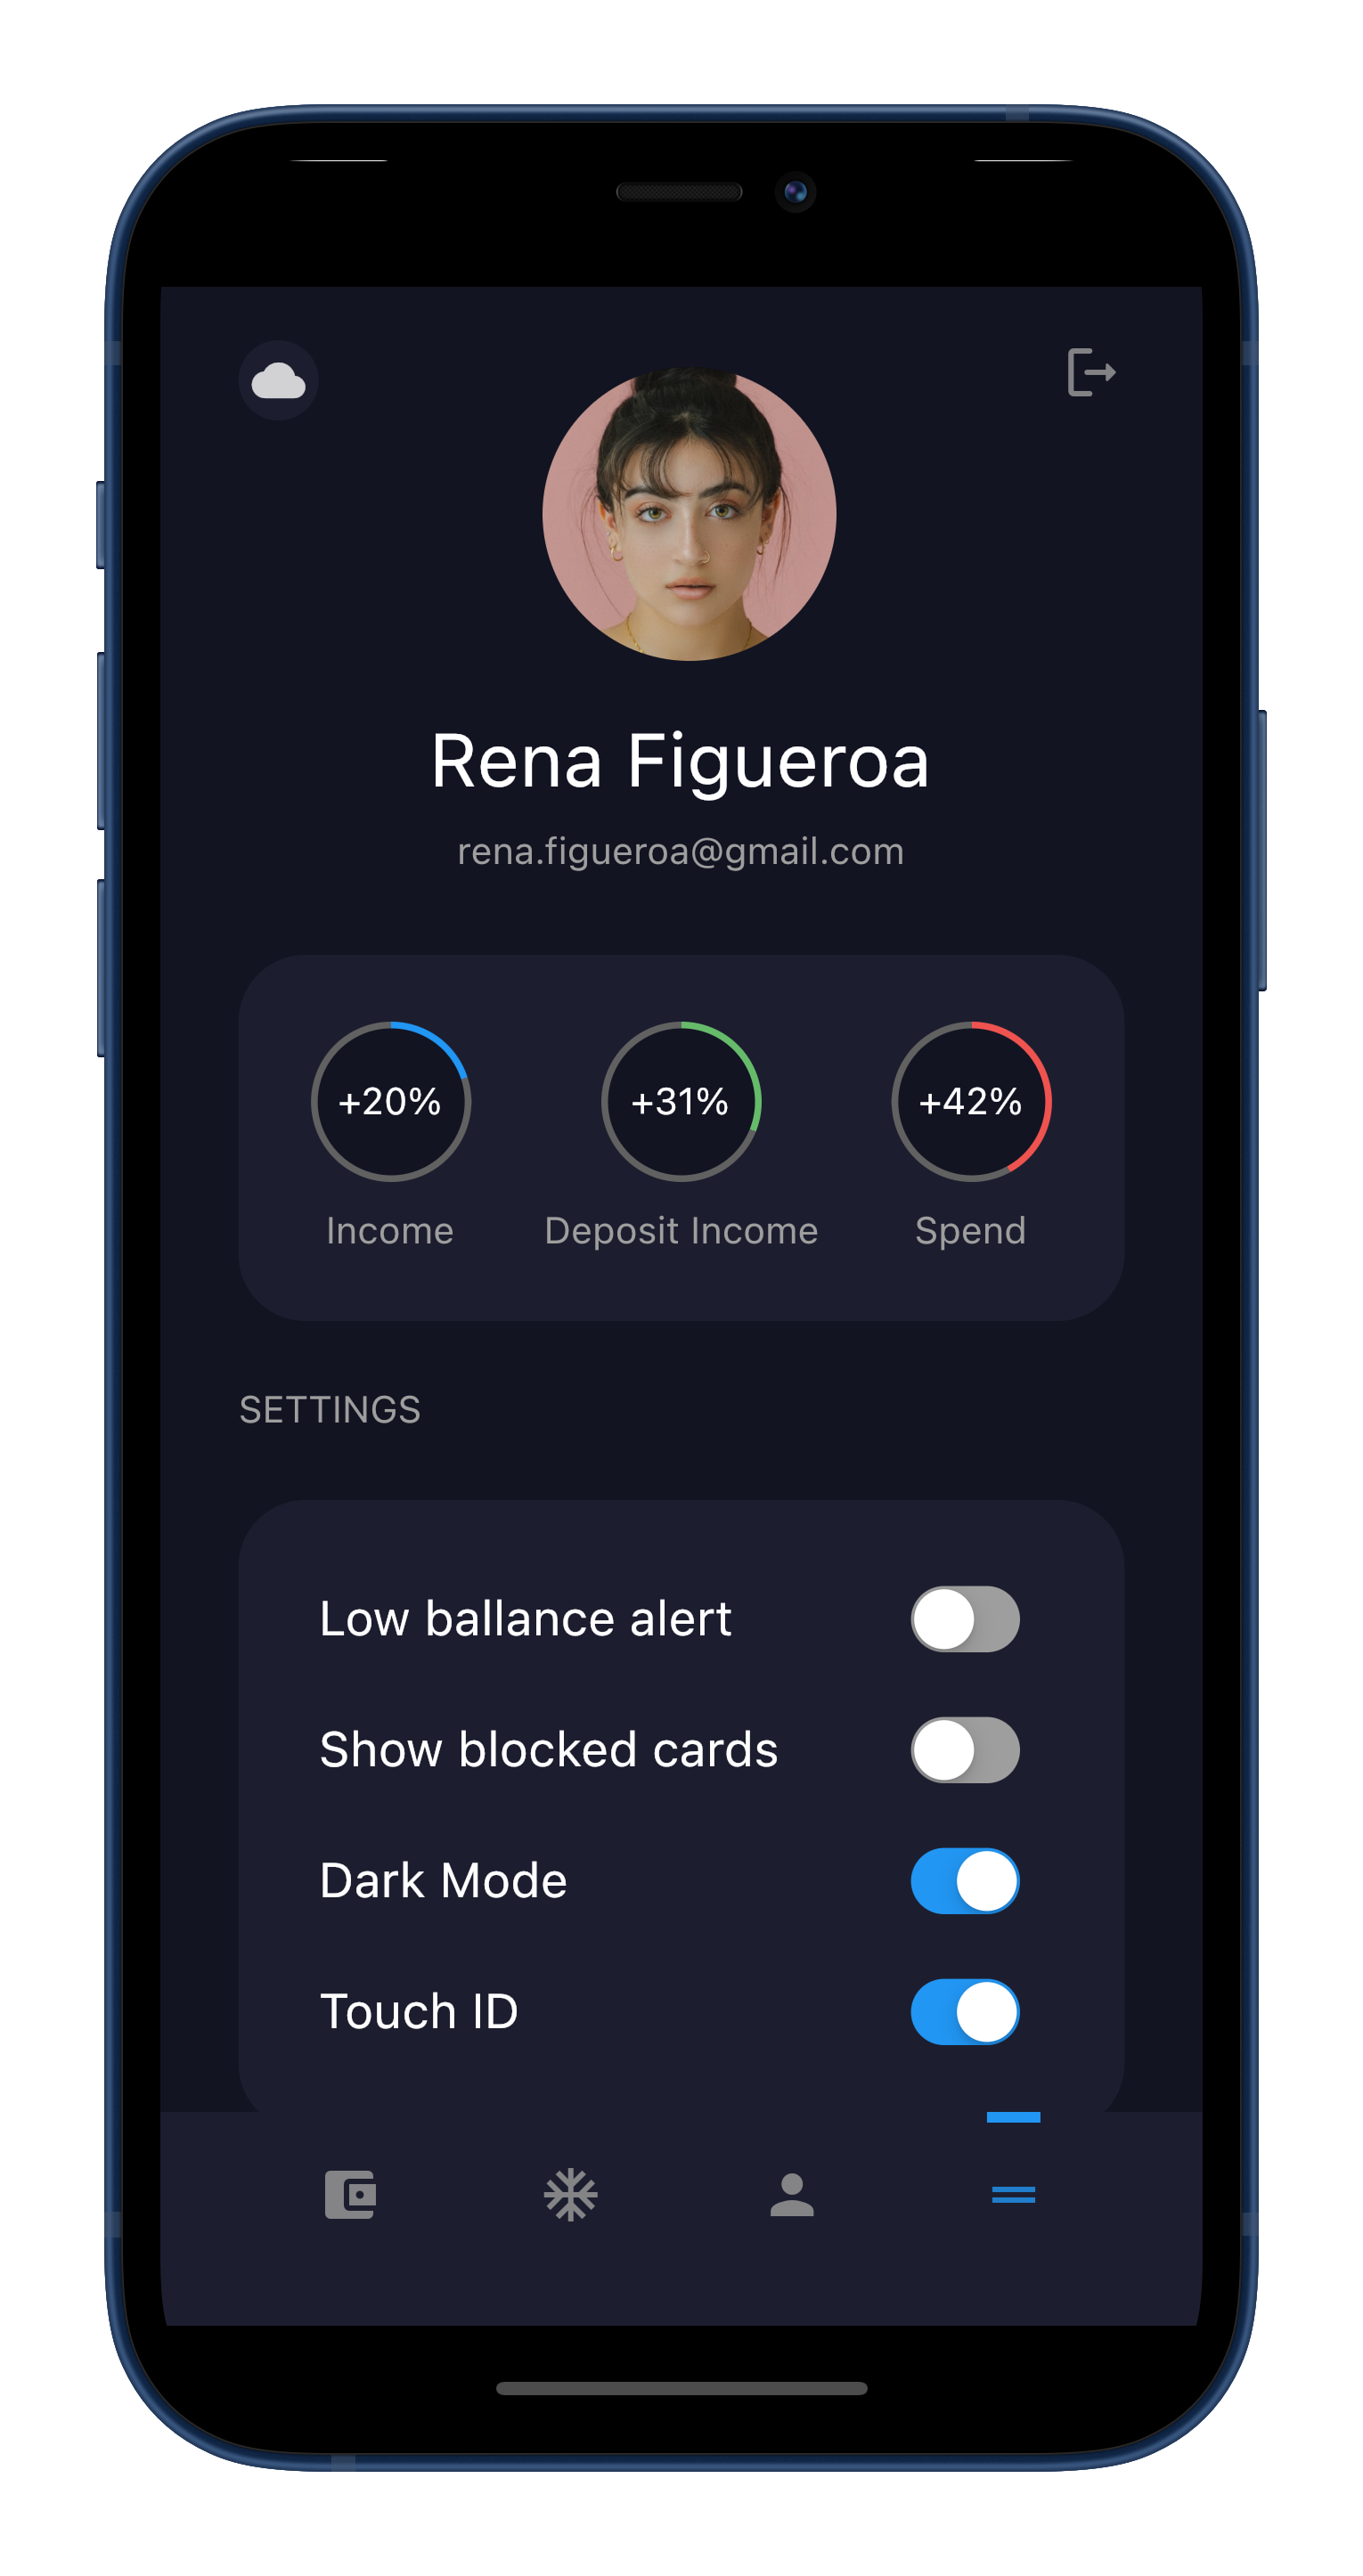 Rena Figueroa
rena.figueroa@gmail.com
+20% +31% +42%
Income Deposit Income Spend
SETTINGS
Low ballance alert
Show blocked cards
Dark Mode
Touch ID